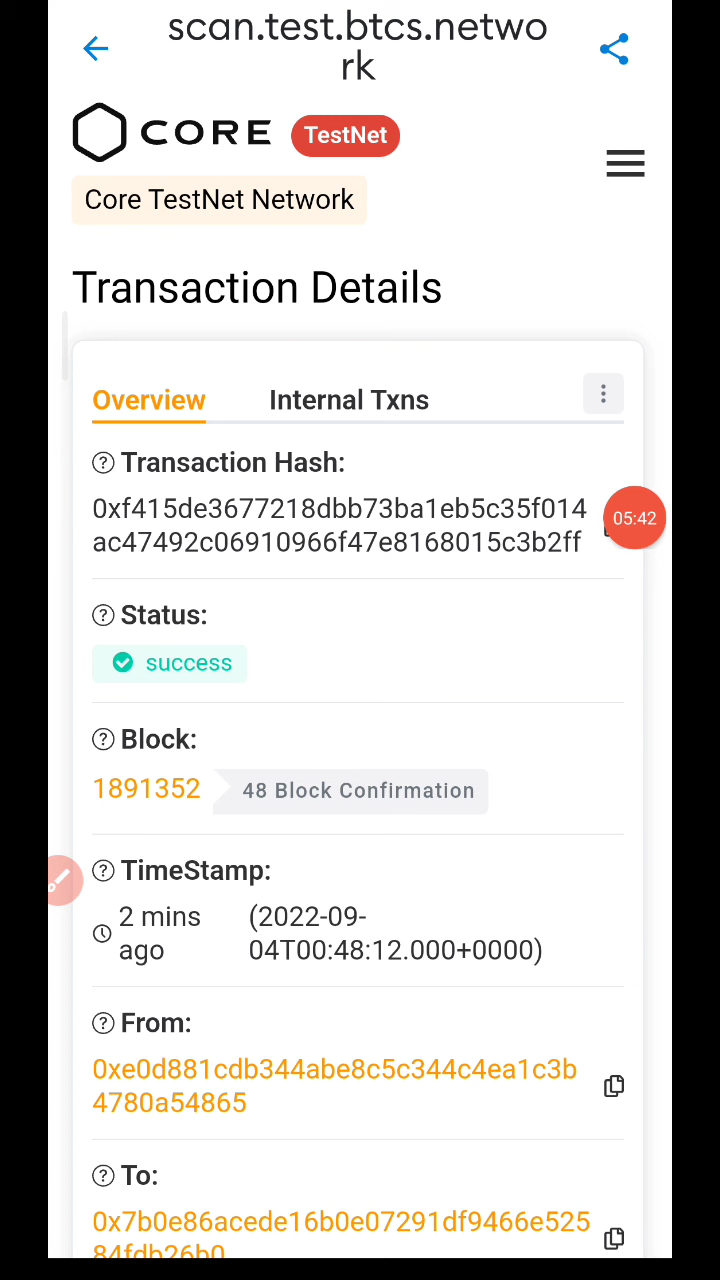 scan.test.btcs.netwo
rk
CORE TestNet
Core TestNet Network
Transaction Details
Overview Internal Txns
Transaction Hash:
0xf415de3677218dbb73ba1eb5c35f014
ac47492c06910966f47e8168015c3b2ff
05:42
Status:
success
Block:
1891352 48 Block Confirmation
TimeStamp:
2 mins (2022-09-
ago 04T00:48:12.000+0000)
From:
0xe0d881cdb344abe8c5c344c4ea1c3b
4780a54865
To:
0x7b0e86acede16b0e07291df9466e525
84fdb26b0